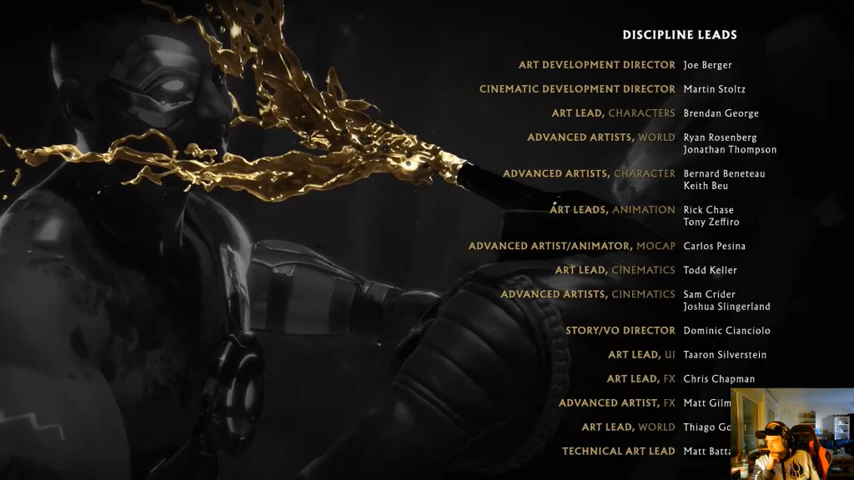 DISCIPLINE LEADS
ART DEVELOPMENT DIRECTOR Joe Berger
CINEMATIC DEVELOPMENT DIRECTOR Martin Stoltz
ART LEAD, CHARACTERS Brendan George
ADVANCED ARTISTS, WORLD Ryan Rosenberg
Jonathan Thompson
ADVANCED ARTISTS, CHARACTER Bernard Beneteau
Keith Beu
ART LEADS, ANIMATION Rick Chase
Tony Zeffiro
ADVANCED ARTIST/ANIMATOR, MOCAP Carlos Pesina
ART LEAD, CINEMATICS Todd Keller
ADVANCED ARTISTS, CINEMATICS Sam Crider
Joshua Slingerland
STORY/VO DIRECTOR Dominic Cianciolo
ART LEAD, UI Taaron Silverstein
ART LEAD, FX Chris Chapman
ADVANCED ARTIST, FX Matt
ART LEAD, WORLD Thiago
TECHNICAL ART LEAD Matt